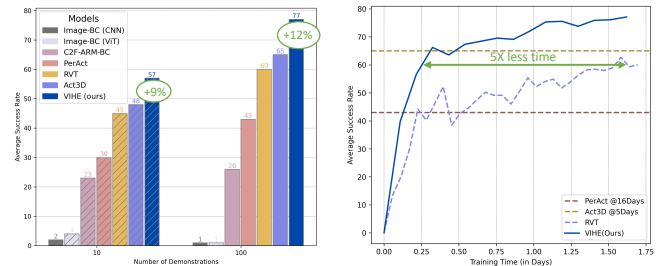 Models
Image-BC (CNN)
Image-BC (ViT)
C2F-ARM-BC
PerAct
RVT
Act3D
VIHE (ours)
+9%
+12%
2
23
30
45
48
57
1
1
26
43
60
65
77
0
10
20
30
40
50
60
70
80
10
100
Average Success Rate
Number of Demonstrations
5X less time
PerAct @16Days
Act3D @5Days
RVT
VIHE(Ours)
0
10
20
30
40
50
60
70
80
0.00
0.25
0.50
0.75
1.00
1.25
1.50
1.75
Average Success Rate
Training Time (in Days)